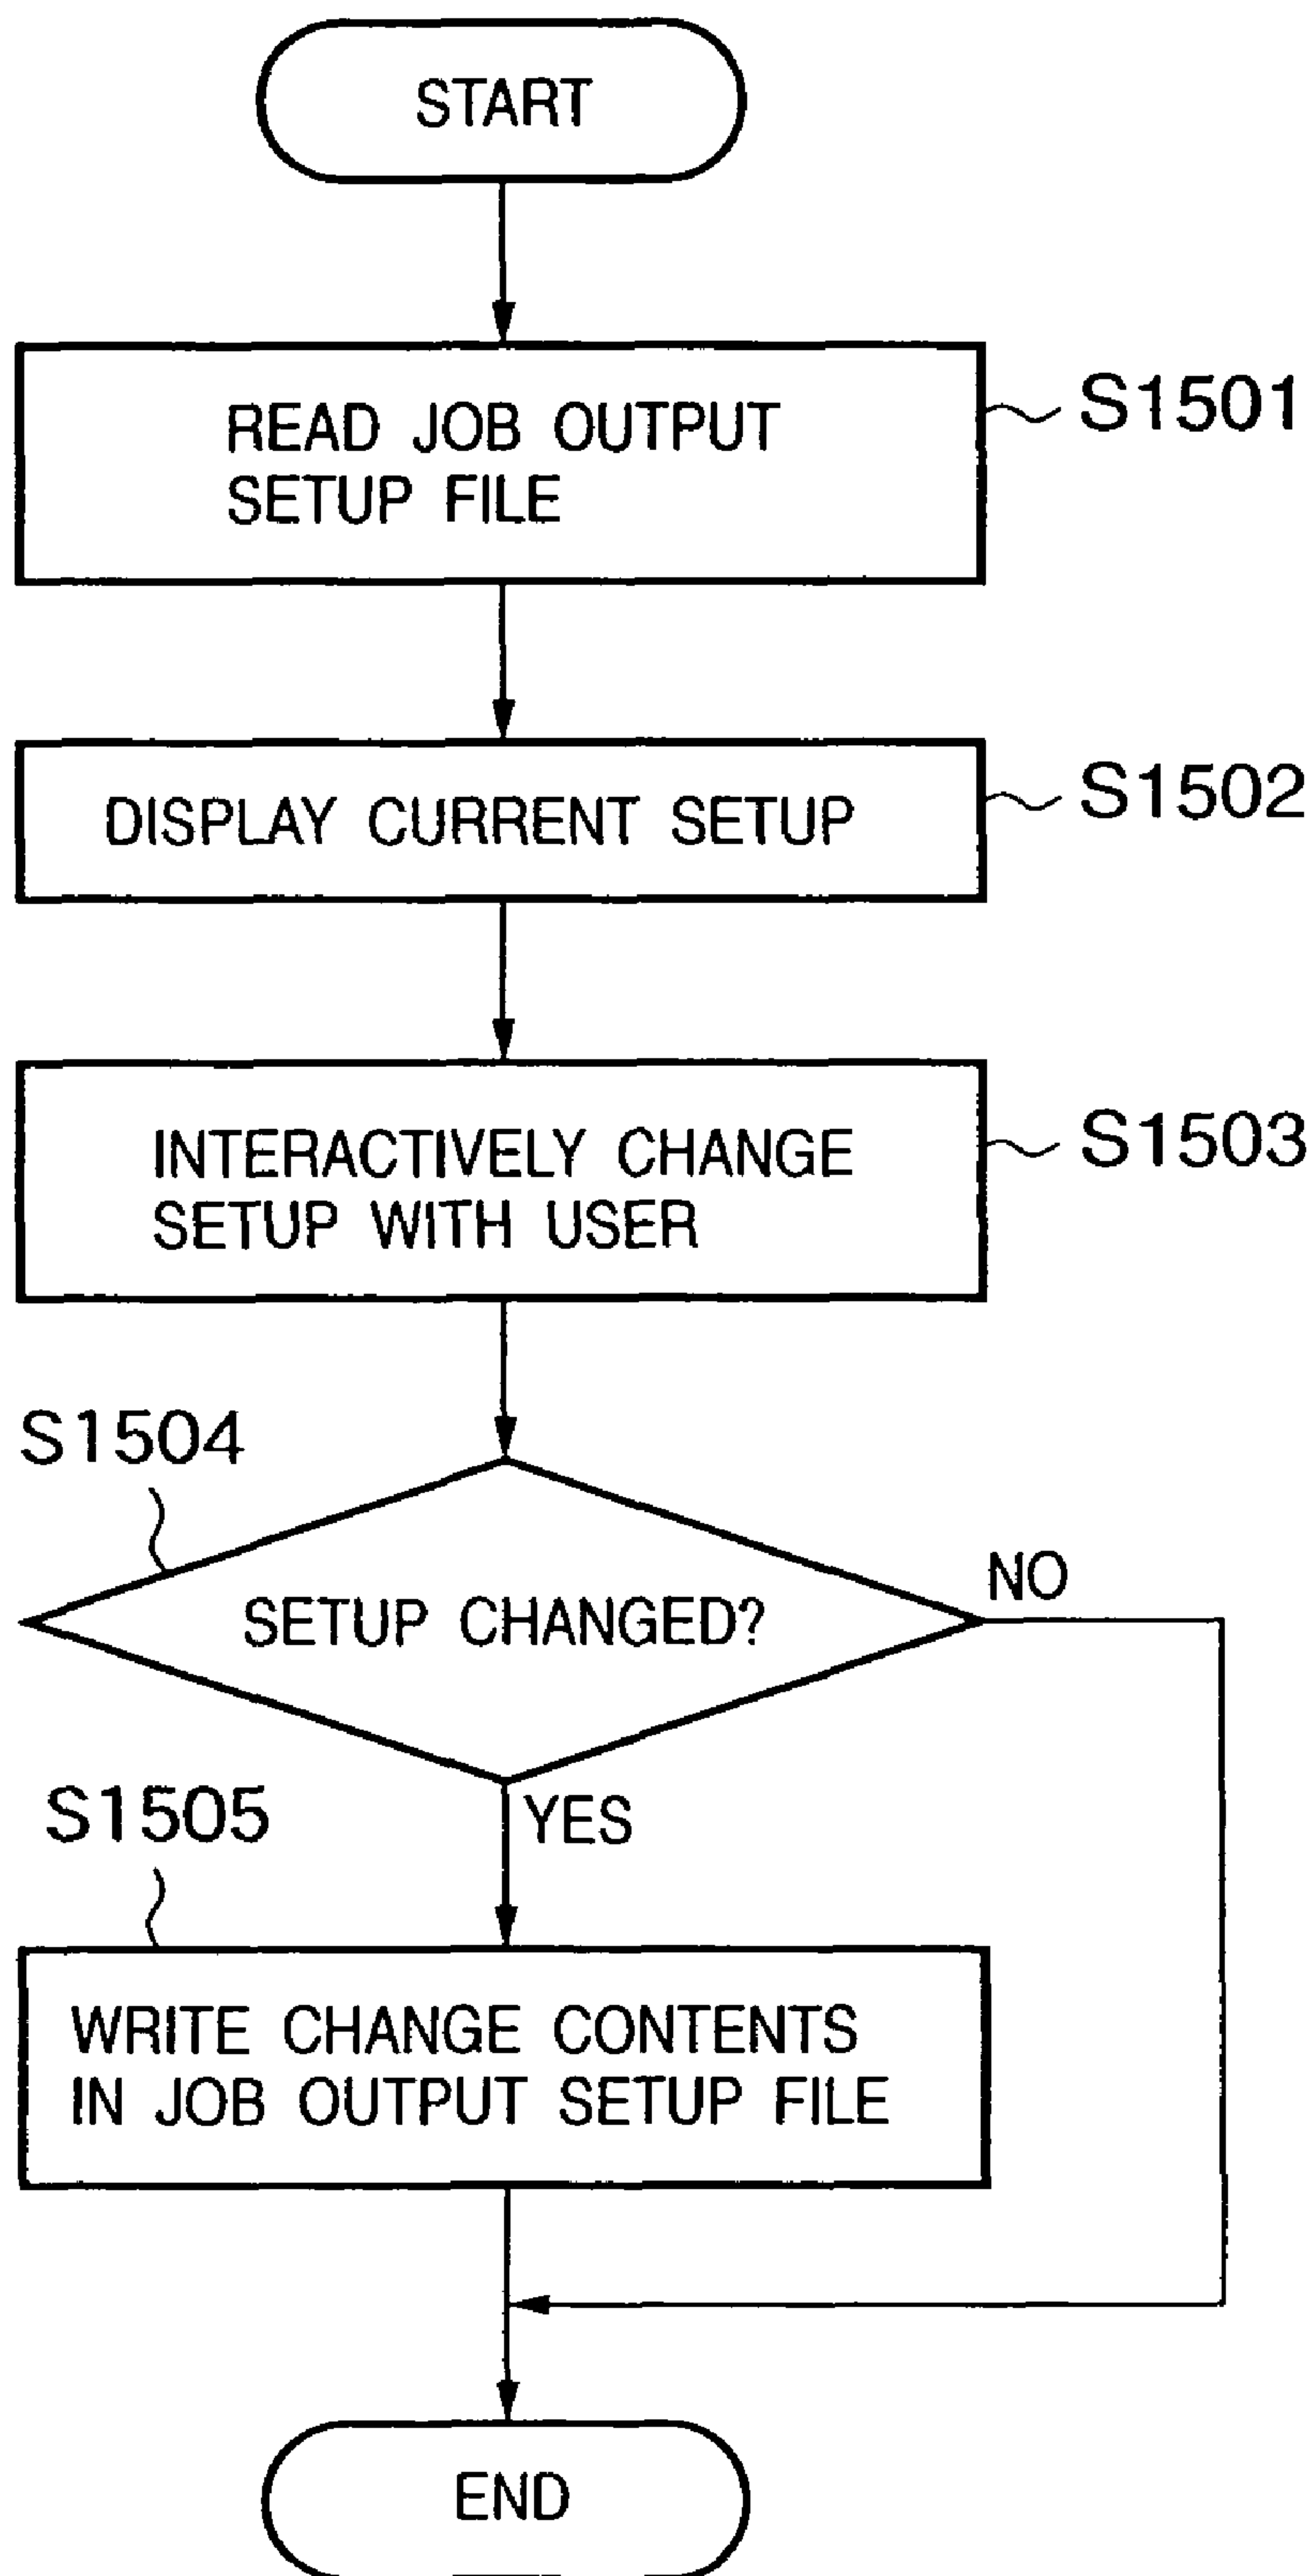 START
READ JOB OUTPUT
SETUP FILE
S1501
DISPLAY CURRENT SETUP
S1502
INTERACTIVELY CHANGE
SETUP WITH USER
S1503
S1504
SETUP CHANGED?
NO
YES
S1505
WRITE CHANGE CONTENTS
IN JOB OUTPUT SETUP FILE
END